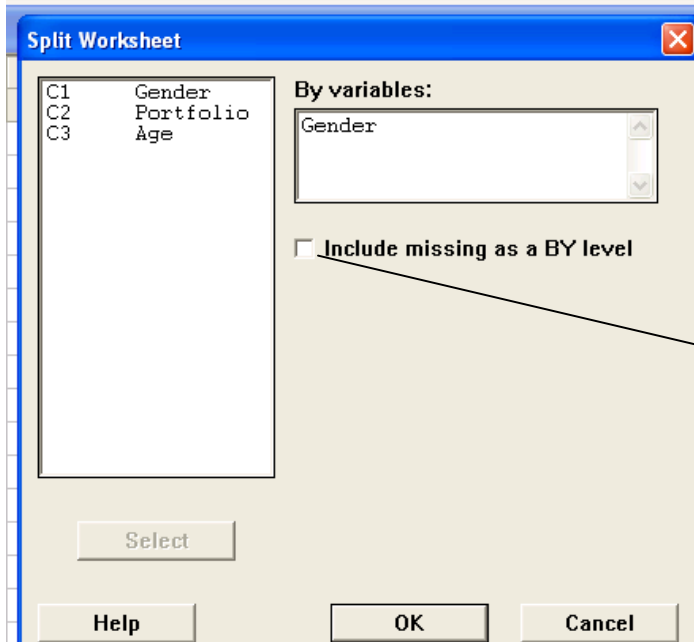 Split Worksheet
C1 Gender
C2 Portfolio
C3 Age
By variables:
Gender
Include missing as a BY level
Select
Help
OK
Cancel